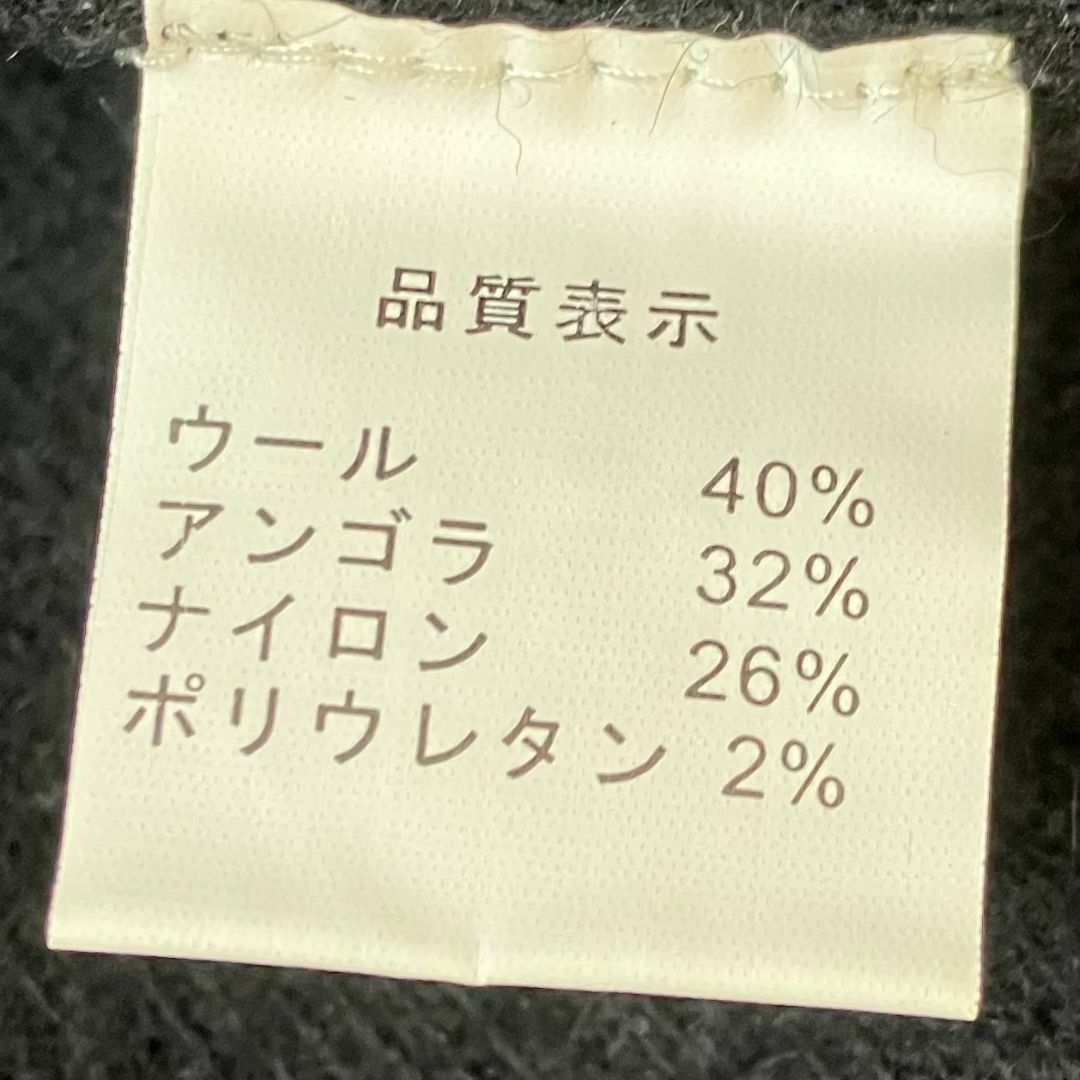 品質表示
ウール 40%
アンゴラ 32%
ナイロン 26%
ポリウレタン 2%